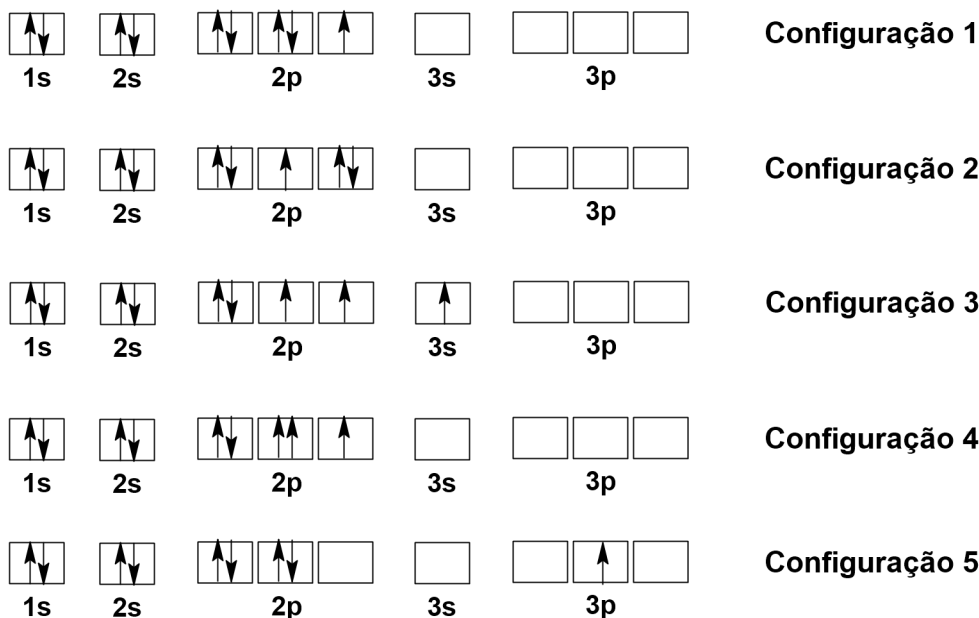 Configuração 1
1s 2s 2p 3s 3p
Configuração 2
1s 2s 2p 3s 3p
Configuração 3
1s 2s 2p 3s 3p
Configuração 4
1s 2s 2p 3s 3p
Configuração 5
1s 2s 2p 3s 3p